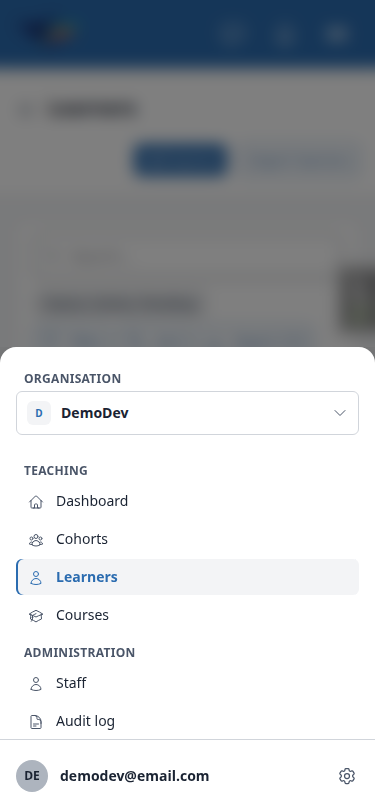 ORGANISATION
D DemoDev
TEACHING
Dashboard
Cohorts
Learners
Courses
ADMINISTRATION
Staff
Audit log
DE demodev@email.com